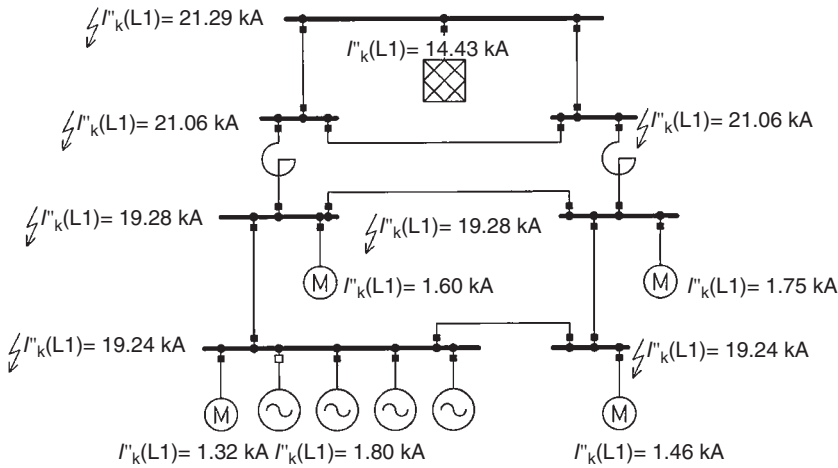 I"k(L1)= 21.29 kA
I"k(L1)= 14.43 kA
I"k(L1)= 21.06 kA
I"k(L1)= 21.06 kA
I"k(L1)= 19.28 kA
I"k(L1)= 19.28 kA
M
I"k(L1)= 1.60 kA
M
I"k(L1)= 1.75 kA
I"k(L1)= 19.24 kA
I"k(L1)= 19.24 kA
M
M
I"k(L1)= 1.32 kA
I"k(L1)= 1.80 kA
I"k(L1)= 1.46 kA